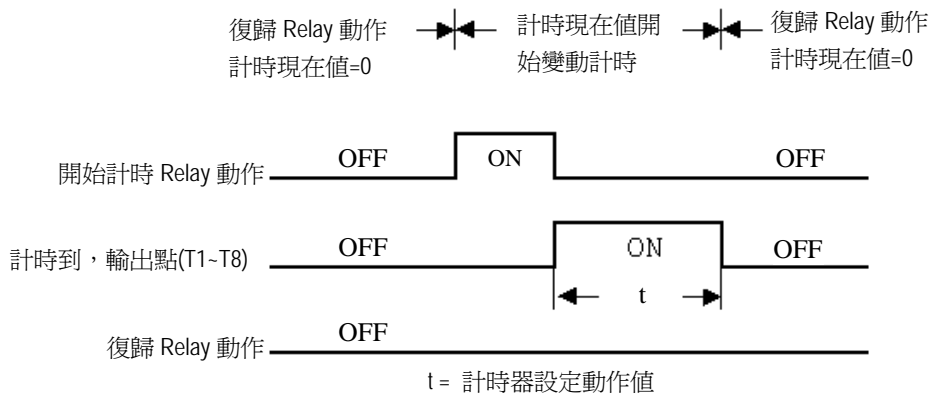 復歸 Relay 動作
計時現在值=0
計時現在值開
始變動計時
復歸 Relay 動作
計時現在值=0
開始計時 Relay 動作
OFF
ON
OFF
計時到，輸出點(T1~T8)
OFF
ON
OFF
t
復歸 Relay 動作
OFF
t = 計時器設定動作值